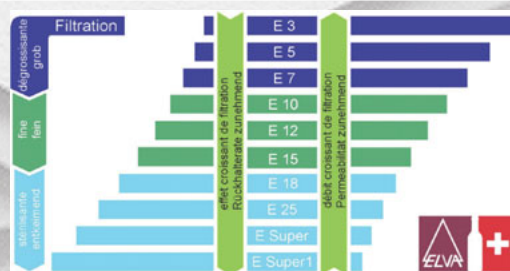 Filtration
dégrossisante
grob
fine
fein
stérilisante
entkeimend
effet croissant de filtration
Rückhalterate zunehmend
E 3
E 5
E 7
E 10
E 12
E 15
E 18
E 25
E Super
E Super1
débit croissant de filtration
Permeabilität zunehmend
ELVA